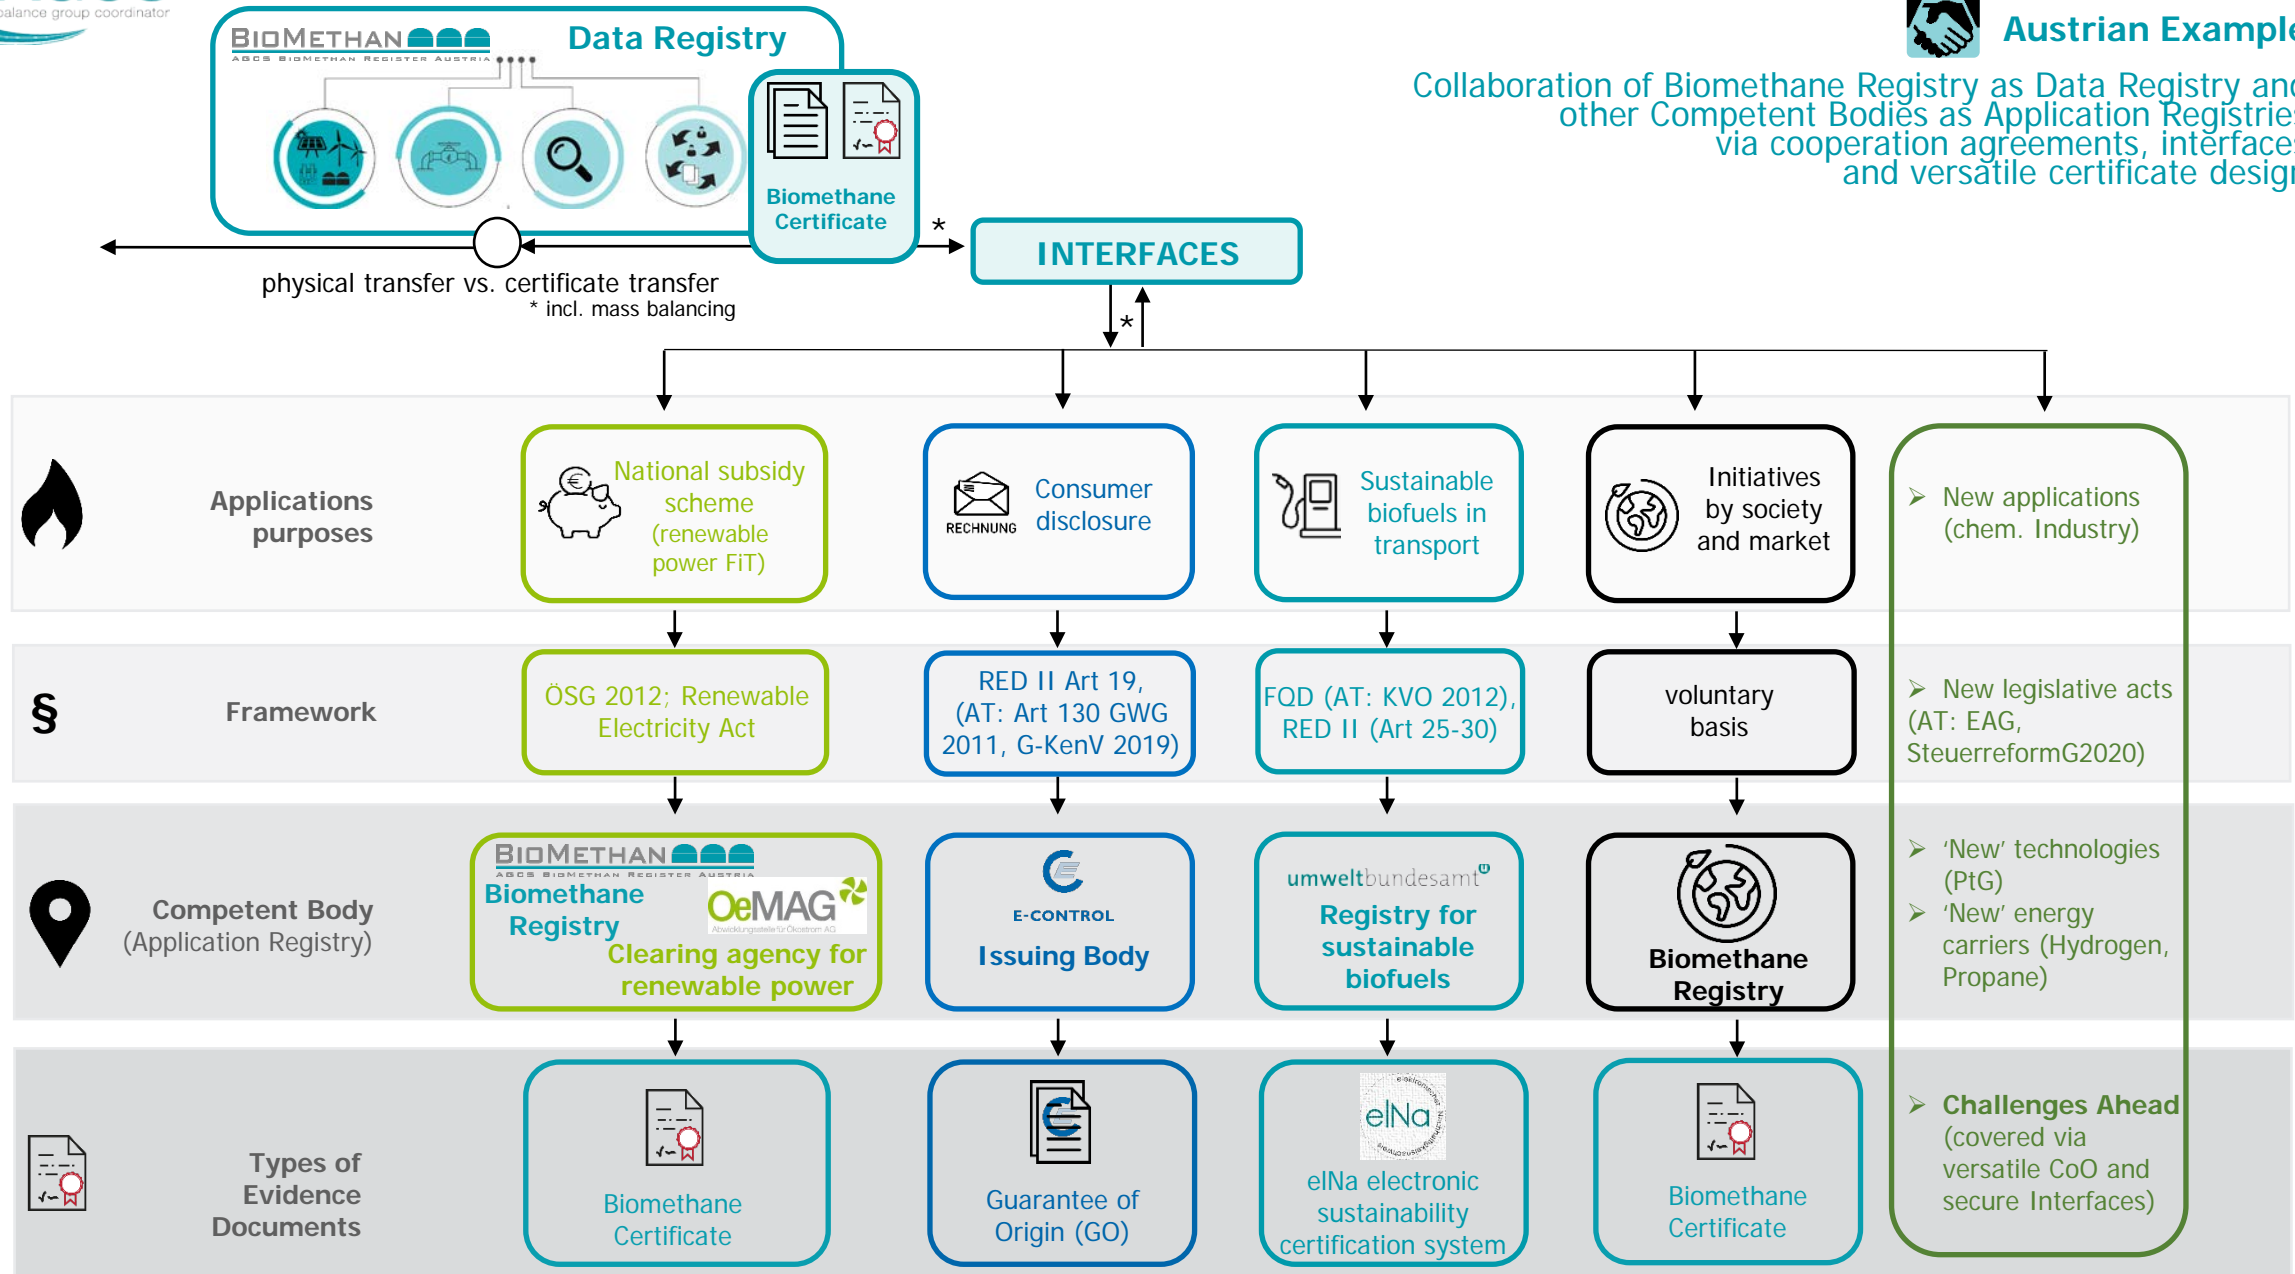 balance group coordinator
BIOMETHAN
AGCS BIOMETHAN REGISTER AUSTRIA
Data Registry
Biomethane
Certificate
Austrian Example
Collaboration of Biomethane Registry as Data Registry and
other Competent Bodies as Application Registries
via cooperation agreements, interfaces
and versatile certificate design
*
INTERFACES
physical transfer vs. certificate transfer
* incl. mass balancing
*
Applications
purposes
National subsidy
scheme
(renewable
power FiT)
€
RECHNUNG
Consumer
disclosure
Sustainable
biofuels in
transport
Initiatives
by society
and market
➢ New applications
(chem. Industry)
§
Framework
ÖSG 2012; Renewable
Electricity Act
RED II Art 19,
(AT: Art 130 GWG
2011, G-KenV 2019)
FQD (AT: KVO 2012),
RED II (Art 25-30)
voluntary
basis
➢ New legislative acts
(AT: EAG,
SteuerreformG2020)
Competent Body
(Application Registry)
BIOMETHAN
AGCS BIOMETHAN REGISTER AUSTRIA
Biomethane
Registry
OeMAG
Abwicklungsstelle für Ökostrom AG
Clearing agency for
renewable power
E-CONTROL
Issuing Body
umweltbundesamt
Registry for
sustainable
biofuels
Biomethane
Registry
➢ ‘New’ technologies
(PtG)
➢ ‘New’ energy
carriers (Hydrogen,
Propane)
Types of
Evidence
Documents
Biomethane
Certificate
Guarantee of
Origin (GO)
elNa
elNa electronic
sustainability
certification system
Biomethane
Certificate
➢ Challenges Ahead
(covered via
versatile CoO and
secure Interfaces)